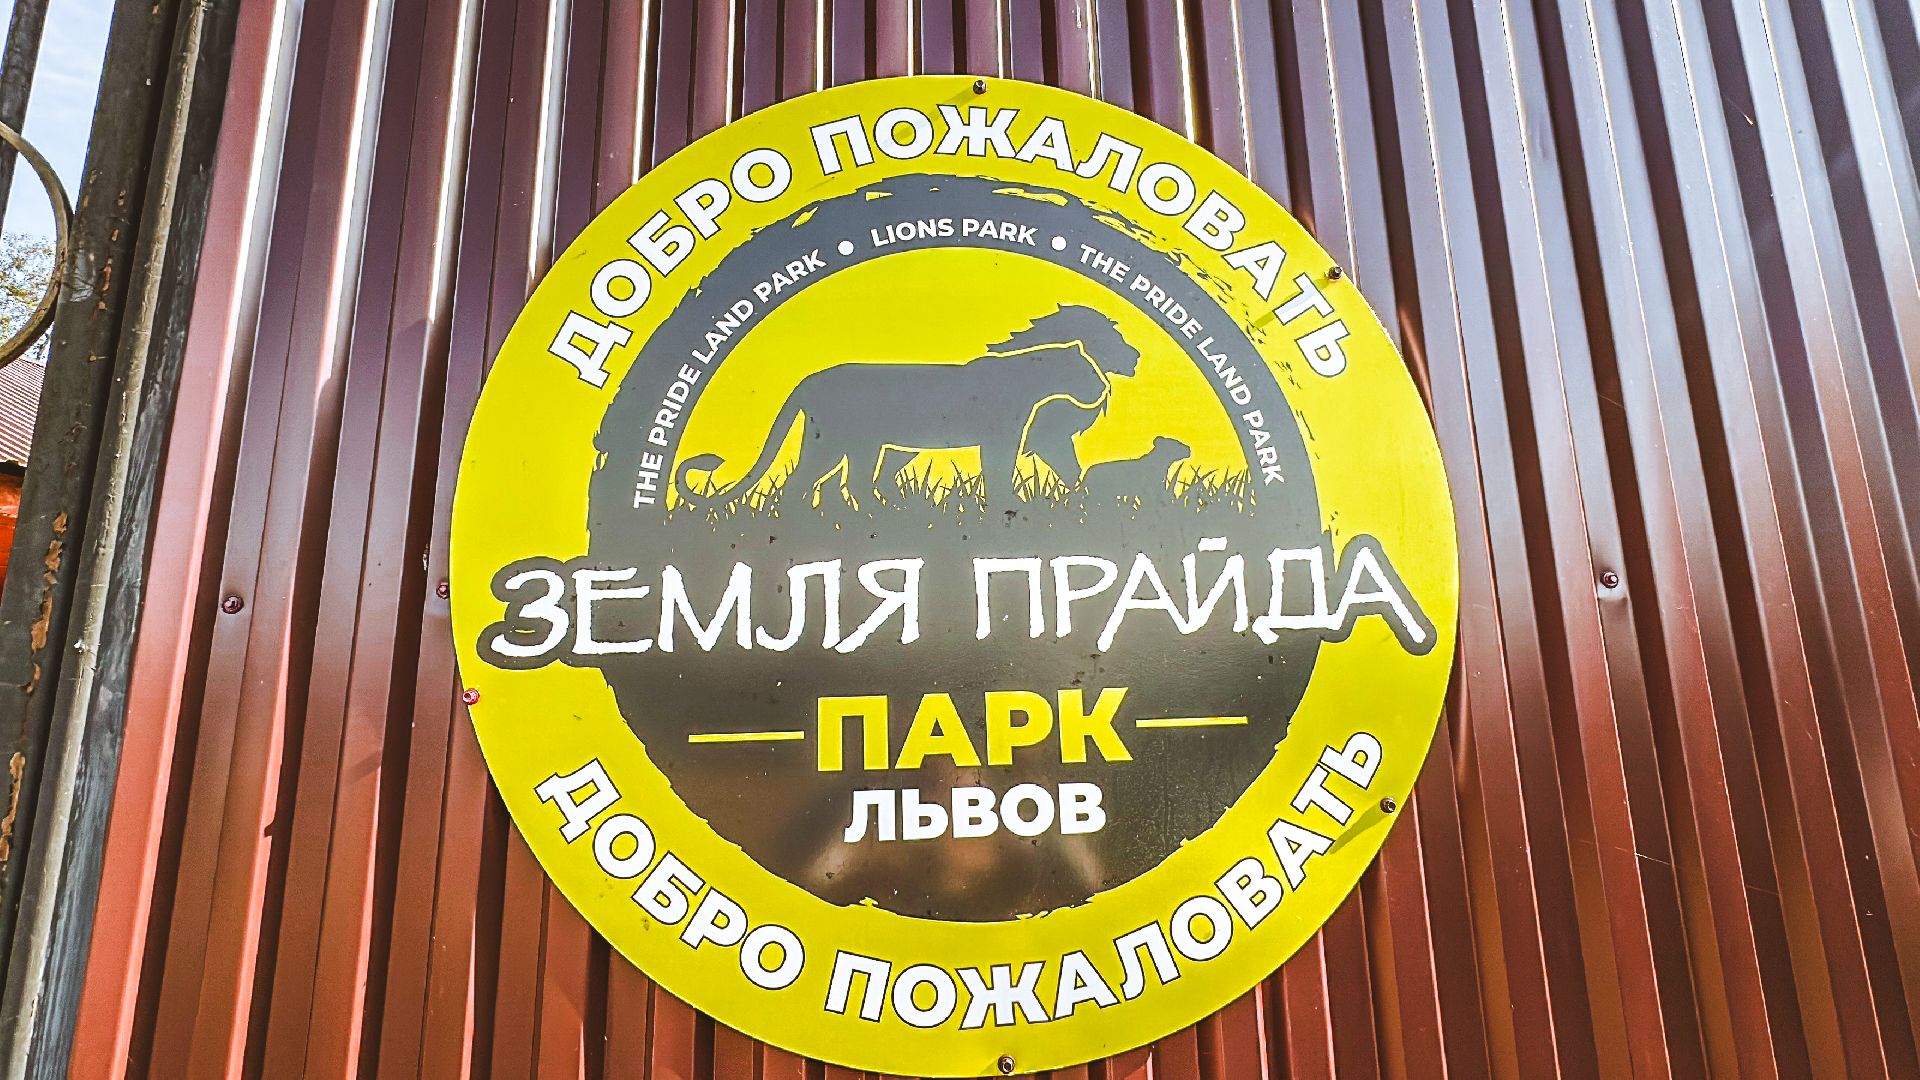 ДОБРО ПОЖАЛОВАТЬ
THE PRIDE LAND PARK • LIONS PARK • THE PRIDE LAND PARK
ЗЕМЛЯ ПРАЙДА
ПАРК
ЛЬВОВ
ДОБРО ПОЖАЛОВАТЬ